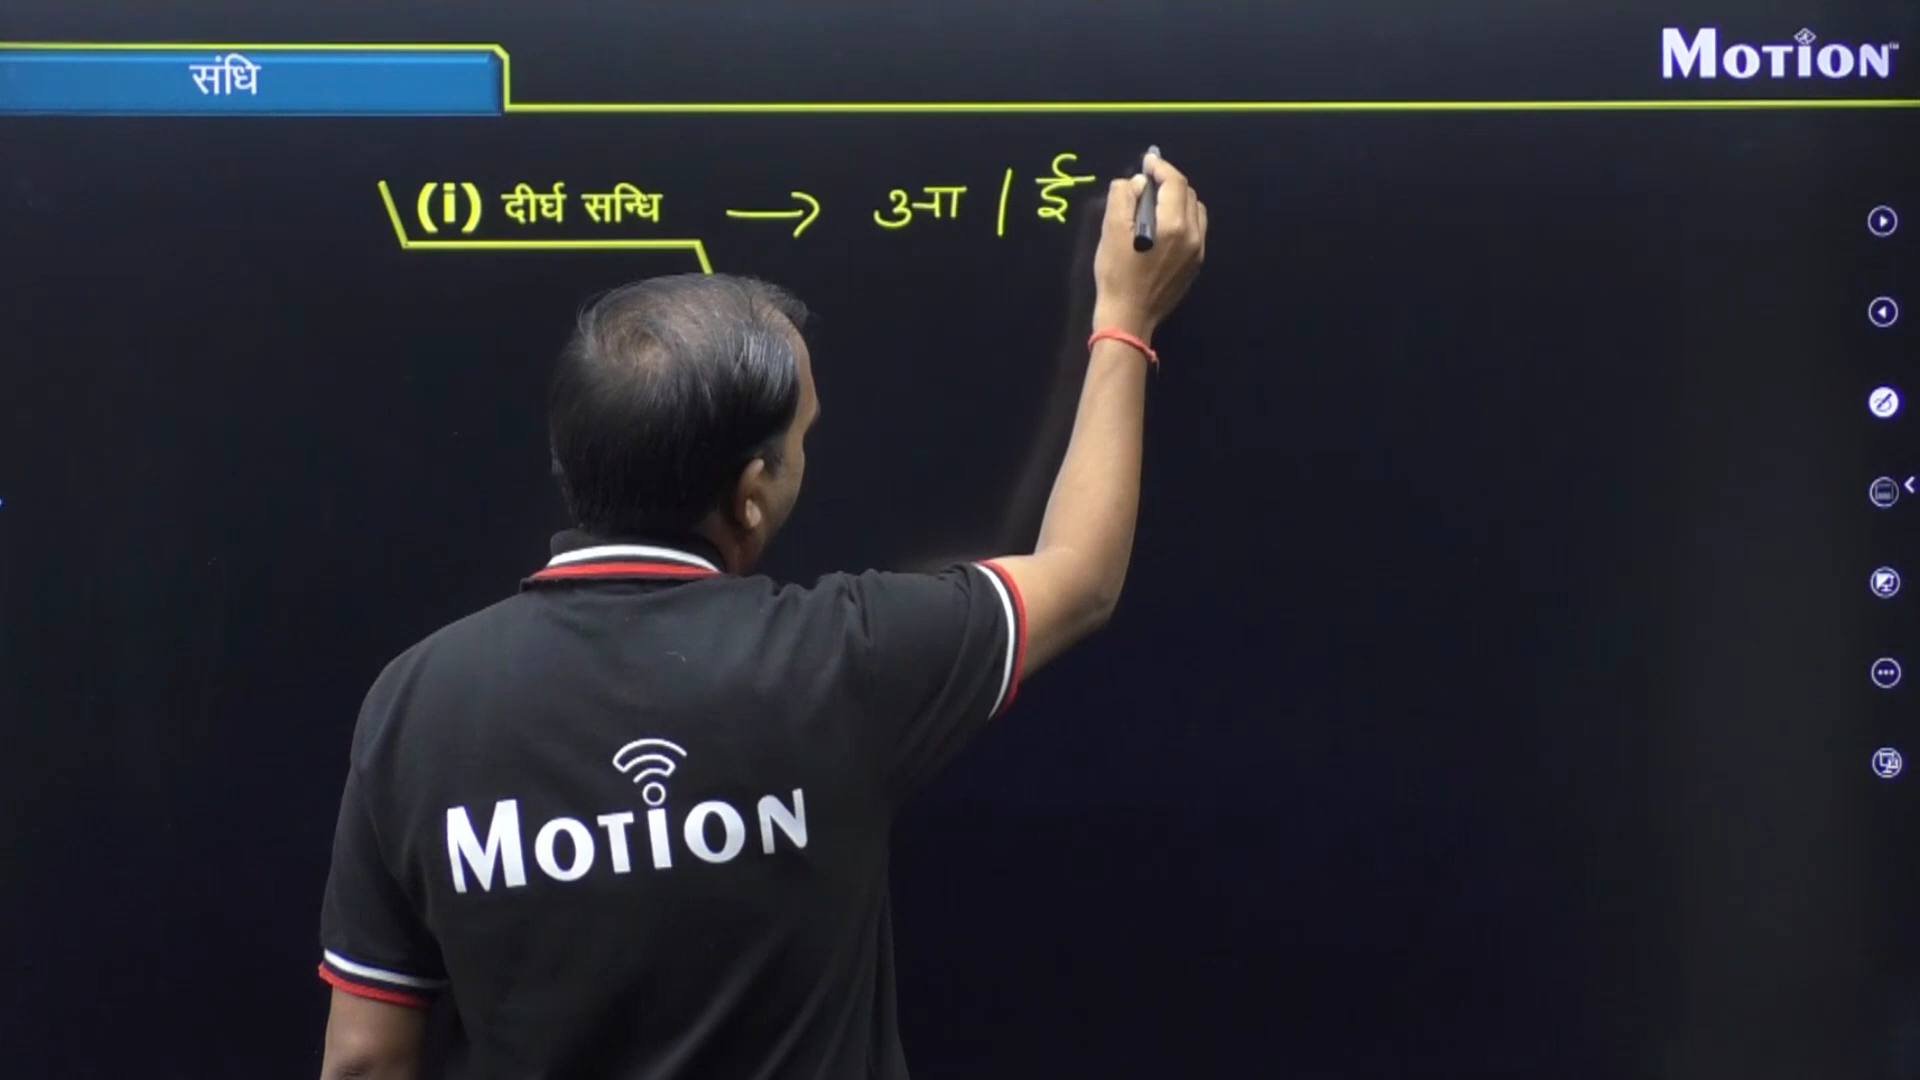 संधि
MOTION
(i) दीर्घ सन्धि → आ / ई
MOTION